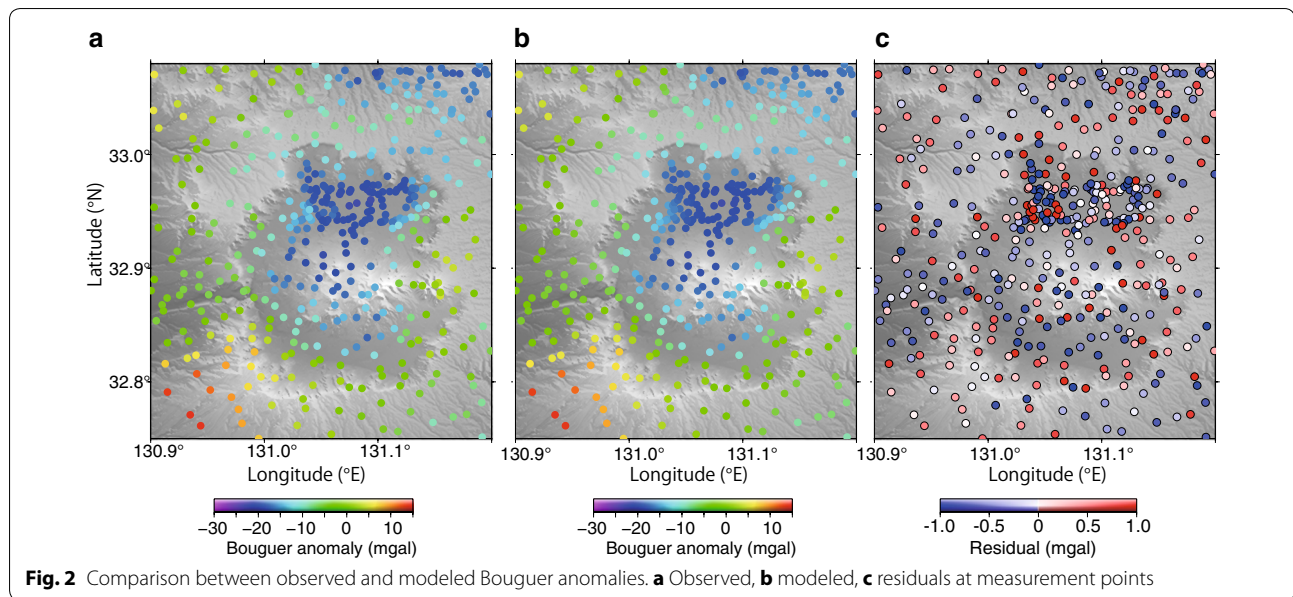 a b c
33.0°
32.9°
32.8°
Latitude (°N)
130.9° 131.0° 131.1° 130.9° 131.0° 131.1° 130.9° 131.0° 131.1°
Longitude (°E) Longitude (°E) Longitude (°E)
−30 −20 −10 0 10 −30 −20 −10 0 10 -1.0 -0.5 0 0.5 1.0
Bouguer anomaly (mgal) Bouguer anomaly (mgal) Residual (mgal)
Fig. 2 Comparison between observed and modeled Bouguer anomalies. a Observed, b modeled, c residuals at measurement points